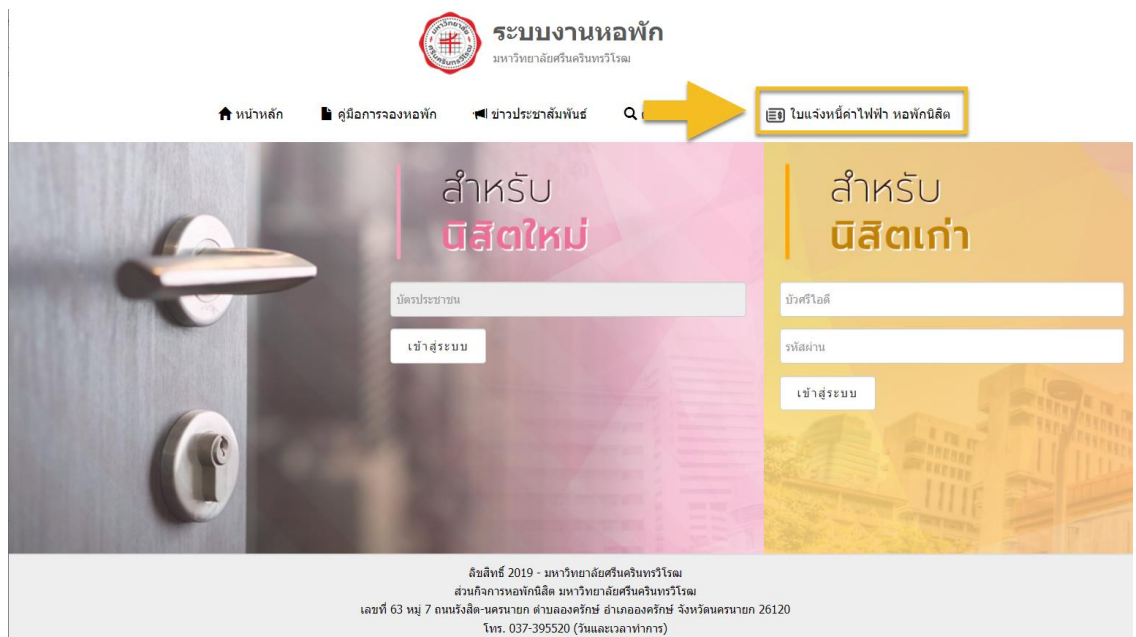 ระบบงานหอพัก
มหาวิทยาลัยศรีนครินทรวิโรฒ
หน้าหลัก คู่มือการจองหอพัก ข่าวประชาสัมพันธ์ ใบแจ้งหนี้ค่าไฟฟ้า หอพักนิสิต
สำหรับ
นิสิตใหม่
บัตรประชาชน
เข้าสู่ระบบ
สำหรับ
นิสิตเก่า
บัวศรีไอดี
รหัสผ่าน
เข้าสู่ระบบ
ลิขสิทธิ์ 2019 - มหาวิทยาลัยศรีนครินทรวิโรฒ
ส่วนกิจการหอพักนิสิต มหาวิทยาลัยศรีนครินทรวิโรฒ
เลขที่ 63 หมู่ 7 ถนนรังสิต-นครนายก ตำบลองครักษ์ อำเภอองครักษ์ จังหวัดนครนายก 26120
โทร. 037-395520 (วันและเวลาทำการ)